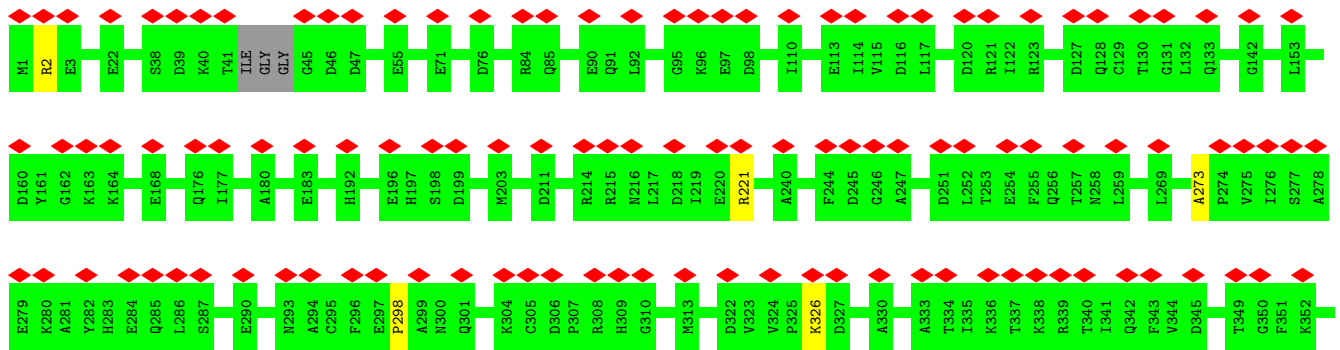 M1 R2 E3 E22 S38 D39 K40 T41 ILE GLY GLY G45 D46 D47 E55 E71 D76 R84 Q85 E90 Q91 L92 G95 K96 E97 D98 I110 E113 I114 V115 D116 L117 D120 R121 I122 R123 D127 Q128 C129 T130 G131 L132 Q133 G142 L153
D160 Y161 G162 K163 K164 E168 Q176 I177 A180 E183 H192 E196 H197 S198 D199 M203 D211 R214 R215 N216 L217 D218 I219 E220 R221 A240 F244 D245 G246 A247 D251 L252 T253 E254 F255 Q256 T257 N258 L259 L269 A273 P274 V275 I276 S277 A278
E279 K280 A281 Y282 H283 E284 Q285 L286 S287 E290 N293 A294 C295 F296 E297 P298 A299 N300 Q301 K304 C305 D306 P307 R308 H309 G310 M313 D322 V323 V324 P325 K326 D327 A330 A333 T334 I335 K336 T337 K338 R339 T340 I341 Q342 F343 V344 D345 T349 G350 F351 K352